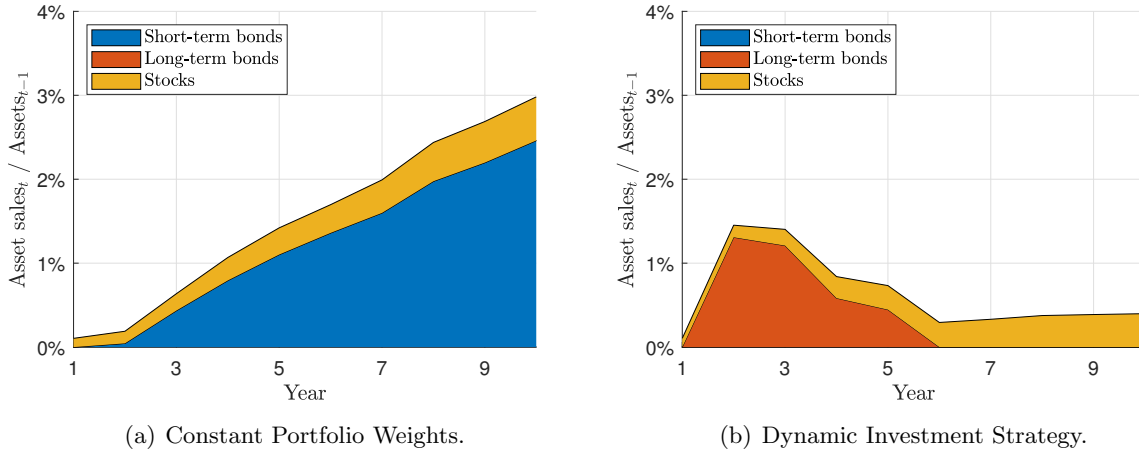 4%
3%
2%
1%
0%
Asset sales_t / Assets_{t−1}
Short-term bonds
Long-term bonds
Stocks
1 3 5 7 9
Year
(a) Constant Portfolio Weights.
4%
3%
2%
1%
0%
Asset sales_t / Assets_{t−1}
Short-term bonds
Long-term bonds
Stocks
1 3 5 7 9
Year
(b) Dynamic Investment Strategy.